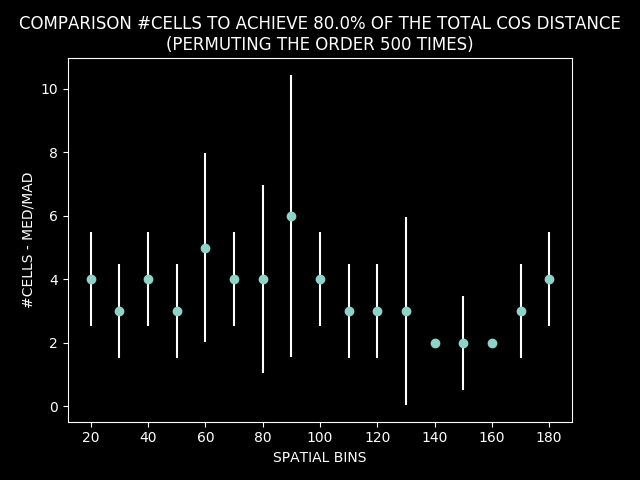 COMPARISON #CELLS TO ACHIEVE 80.0% OF THE TOTAL COS DISTANCE
(PERMUTING THE ORDER 500 TIMES)
#CELLS - MED/MAD
10
8
6
4
2
0
20 40 60 80 100 120 140 160 180
SPATIAL BINS